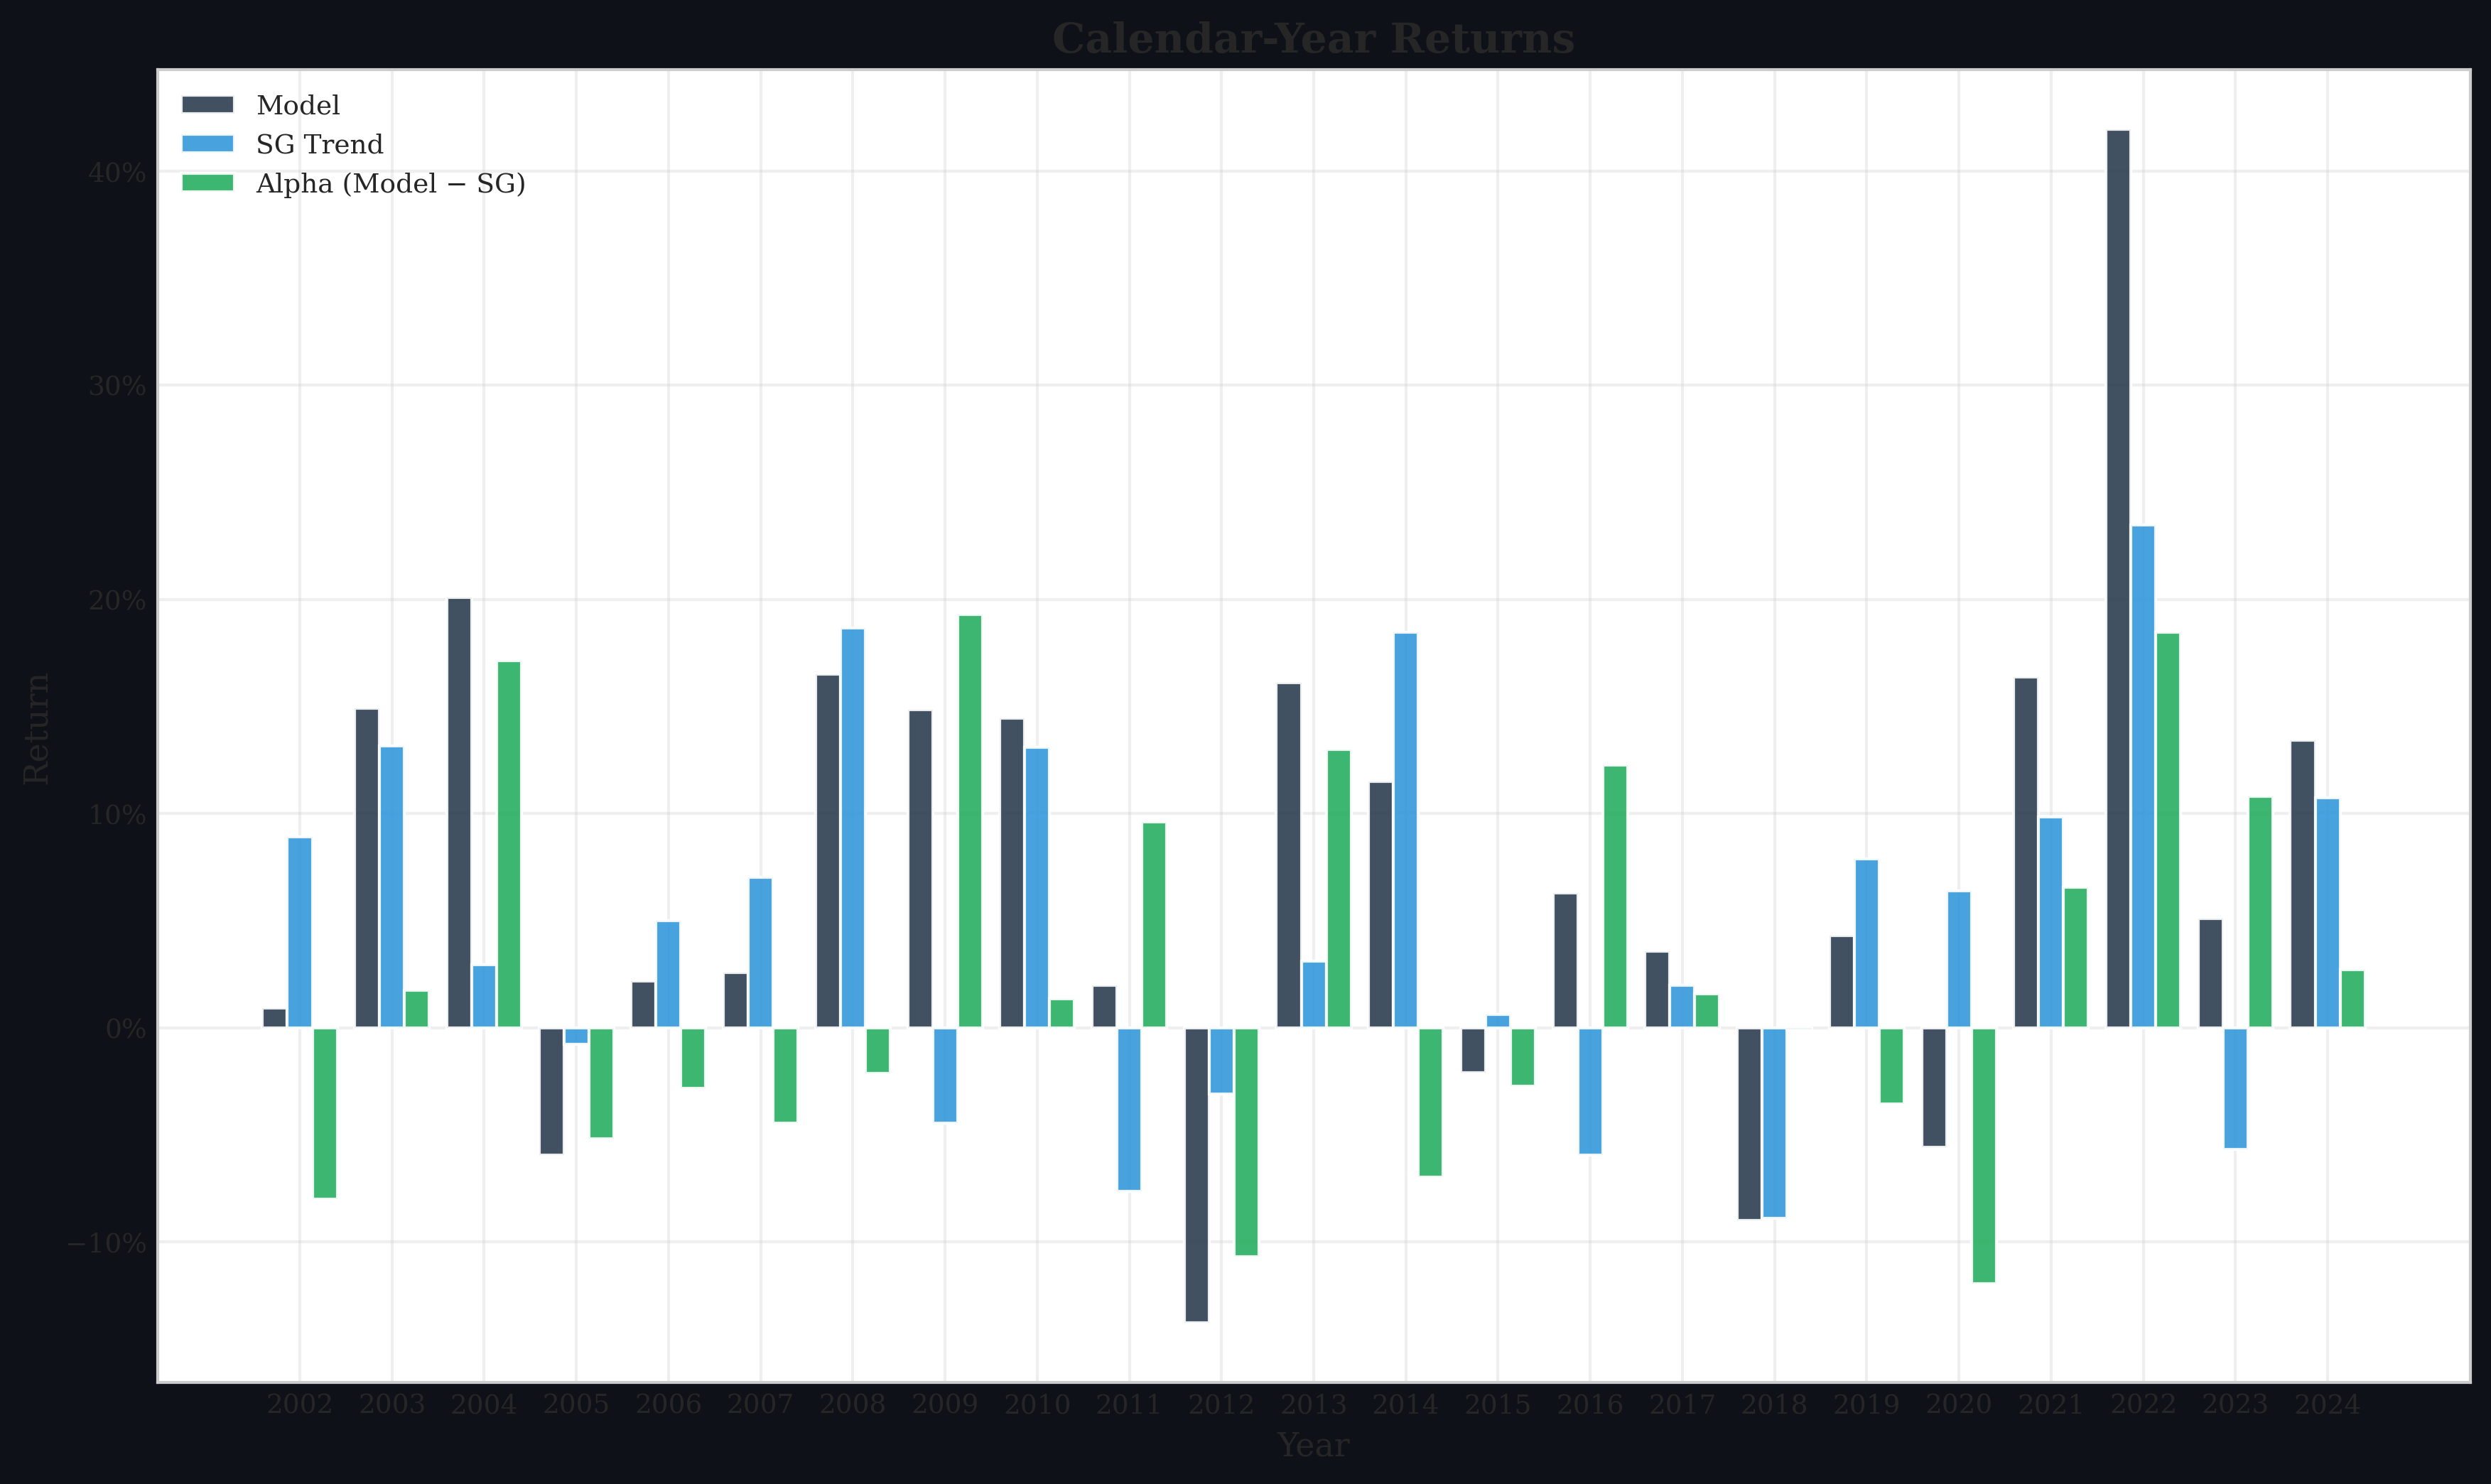 Calendar-Year Returns
Model
SG Trend
Alpha (Model − SG)
40%
30%
20%
10%
0%
−10%
Return
2002 2003 2004 2005 2006 2007 2008 2009 2010 2011 2012 2013 2014 2015 2016 2017 2018 2019 2020 2021 2022 2023 2024
Year